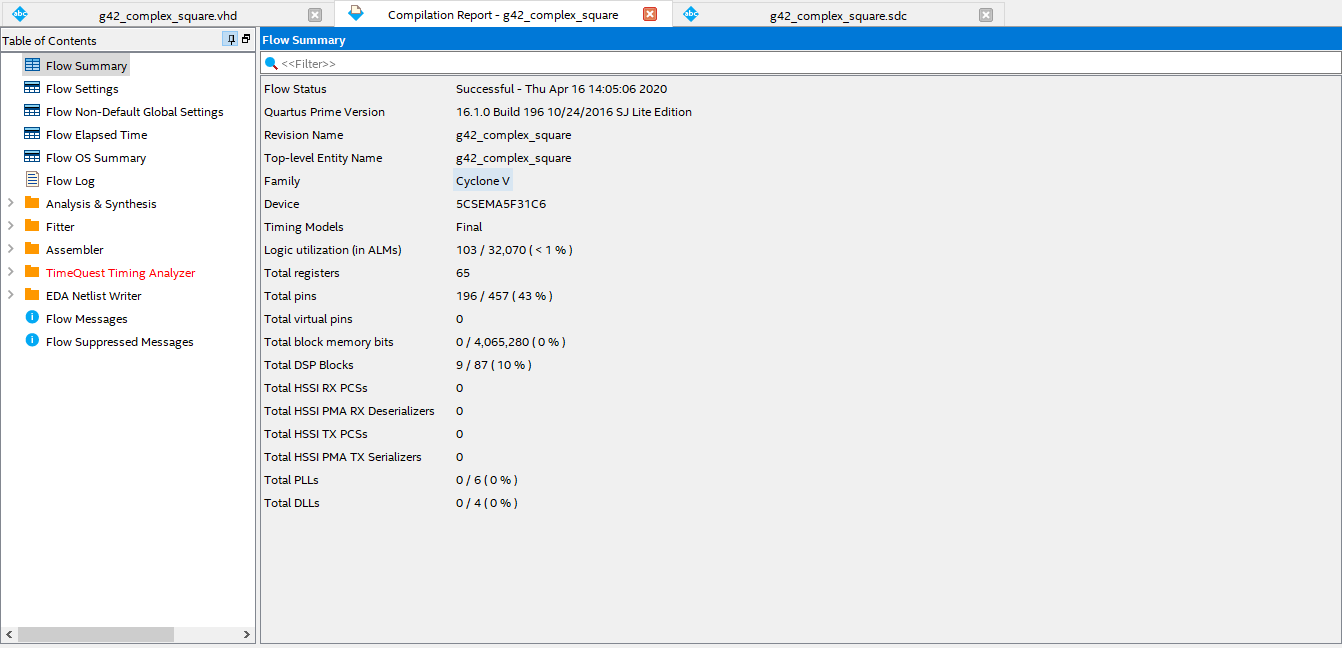 g42_complex_square.vhd
Compilation Report - g42_complex_square
g42_complex_square.sdc
Table of Contents
Flow Summary
Flow Settings
Flow Non-Default Global Settings
Flow Elapsed Time
Flow OS Summary
Flow Log
Analysis & Synthesis
Fitter
Assembler
TimeQuest Timing Analyzer
EDA Netlist Writer
Flow Messages
Flow Suppressed Messages
Flow Summary
<<Filter>>
Flow Status Successful - Thu Apr 16 14:05:06 2020
Quartus Prime Version 16.1.0 Build 196 10/24/2016 SJ Lite Edition
Revision Name g42_complex_square
Top-level Entity Name g42_complex_square
Family Cyclone V
Device 5CSEMA5F31C6
Timing Models Final
Logic utilization (in ALMs) 103 / 32,070 ( < 1 % )
Total registers 65
Total pins 196 / 457 ( 43 % )
Total virtual pins 0
Total block memory bits 0 / 4,065,280 ( 0 % )
Total DSP Blocks 9 / 87 ( 10 % )
Total HSSI RX PCSs 0
Total HSSI PMA RX Deserializers 0
Total HSSI TX PCSs 0
Total HSSI PMA TX Serializers 0
Total PLLs 0 / 6 ( 0 % )
Total DLLs 0 / 4 ( 0 % )